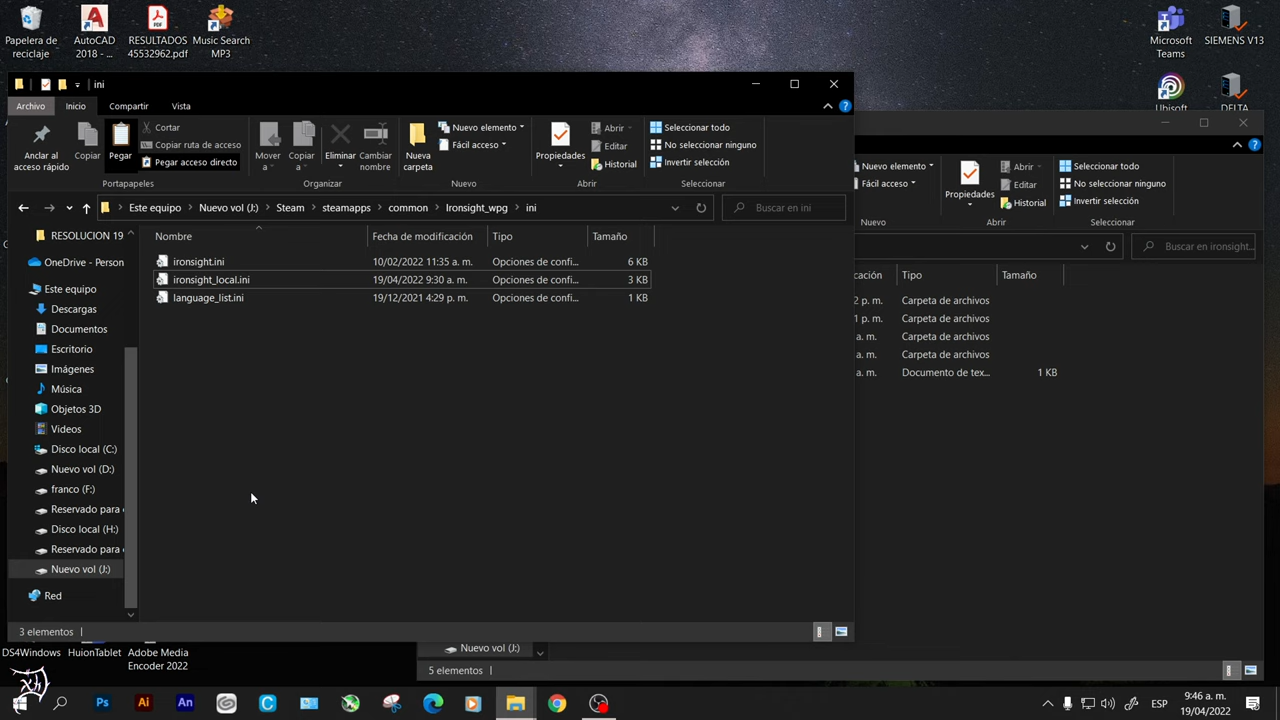 Papelera de
reciclaje
AutoCAD
2018 - ...
RESULTADOS
45532962.pdf
Music Search
MP3
Microsoft
Teams
SIEMENS V13
Ubisoft
DELTA
ini
Archivo
Inicio
Compartir
Vista
Anclar al
acceso rápido
Copiar
Pegar
Cortar
Copiar ruta de acceso
Pegar acceso directo
Portapapeles
Mover
a
Copiar
a
Eliminar
Cambiar
nombre
Organizar
Nueva
carpeta
Nuevo elemento
Fácil acceso
Nuevo
Propiedades
Abrir
Editar
Historial
Abrir
Seleccionar todo
No seleccionar ninguno
Invertir selección
Seleccionar
Este equipo > Nuevo vol (J:) > Steam > steamapps > common > Ironsight_wpg > ini
Buscar en ini
Nombre
Fecha de modificación
Tipo
Tamaño
ironsight.ini 10/02/2022 11:35 a. m. Opciones de confi... 6 KB
ironsight_local.ini 19/04/2022 9:30 a. m. Opciones de confi... 3 KB
language_list.ini 19/12/2021 4:29 p. m. Opciones de confi... 1 KB
RESOLUCION 19
OneDrive - Person
Este equipo
Descargas
Documentos
Escritorio
Imágenes
Música
Objetos 3D
Videos
Disco local (C:)
Nuevo vol (D:)
franco (F:)
Reservado para
Disco local (H:)
Reservado para
Nuevo vol (J:)
Red
3 elementos
Nuevo elemento
Fácil acceso
Nuevo
Propiedades
Abrir
Editar
Historial
Abrir
Seleccionar todo
No seleccionar ninguno
Invertir selección
Seleccionar
Buscar en ironsight...
cación
Tipo
Tamaño
2 p. m. Carpeta de archivos
1 p. m. Carpeta de archivos
a. m. Carpeta de archivos
a. m. Carpeta de archivos
a. m. Documento de tex... 1 KB
Nuevo vol (J:)
5 elementos
DS4Windows
HuionTablet
Adobe Media
Encoder 2022
Ps
Ai
An
C
ESP
9:46 a. m.
19/04/2022